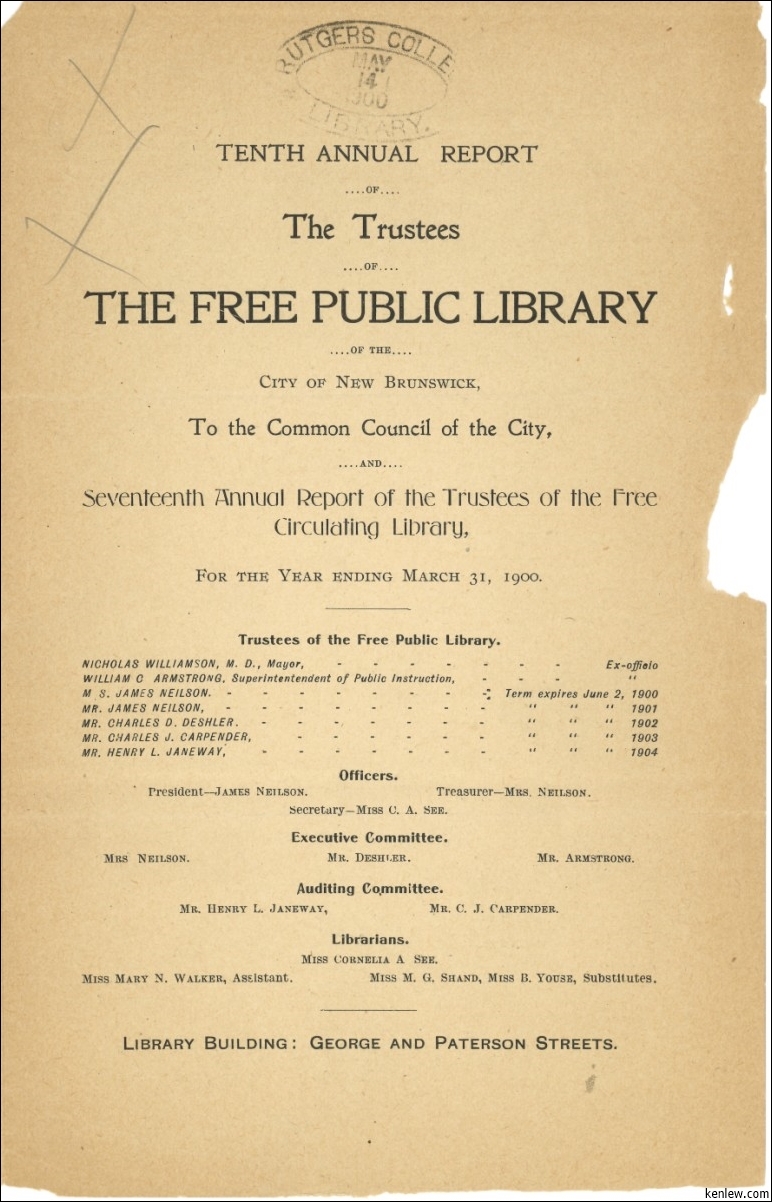 RUTGERS COLLE
MAY
14
1900
LIBRARY.
TENTH ANNUAL REPORT
....OF....
The Trustees
....OF....
THE FREE PUBLIC LIBRARY
....OF THE....
CITY OF NEW BRUNSWICK,
To the Common Council of the City,
....AND....
Seventeenth Annual Report of the Trustees of the Free
Circulating Library,
FOR THE YEAR ENDING MARCH 31, 1900.
Trustees of the Free Public Library.
NICHOLAS WILLIAMSON, M. D., Mayor, - - - - - - - Ex-officio
WILLIAM C ARMSTRONG, Superintentendent of Public Instruction, - - - "
M S. JAMES NEILSON. - - - - - - - - Term expires June 2, 1900
MR. JAMES NEILSON, - - - - - - - - " " " 1901
MR. CHARLES D. DESHLER. - - - - - - - " " " 1902
MR. CHARLES J. CARPENDER, - - - - - - " " " 1903
MR. HENRY L. JANEWAY, - - - - - - - " " " 1904
Officers.
President—JAMES NEILSON. Treasurer—MRS. NEILSON.
Secretary—MISS C. A. SEE.
Executive Committee.
MRS NEILSON. MR. DESHLER. MR. ARMSTRONG.
Auditing Committee.
MR. HENRY L. JANEWAY, MR. C. J. CARPENDER.
Librarians.
MISS CORNELIA A SEE.
MISS MARY N. WALKER, Assistant. MISS M. G. SHAND, MISS B. YOUSE, Substitutes.
LIBRARY BUILDING: GEORGE AND PATERSON STREETS.
kenlew.com